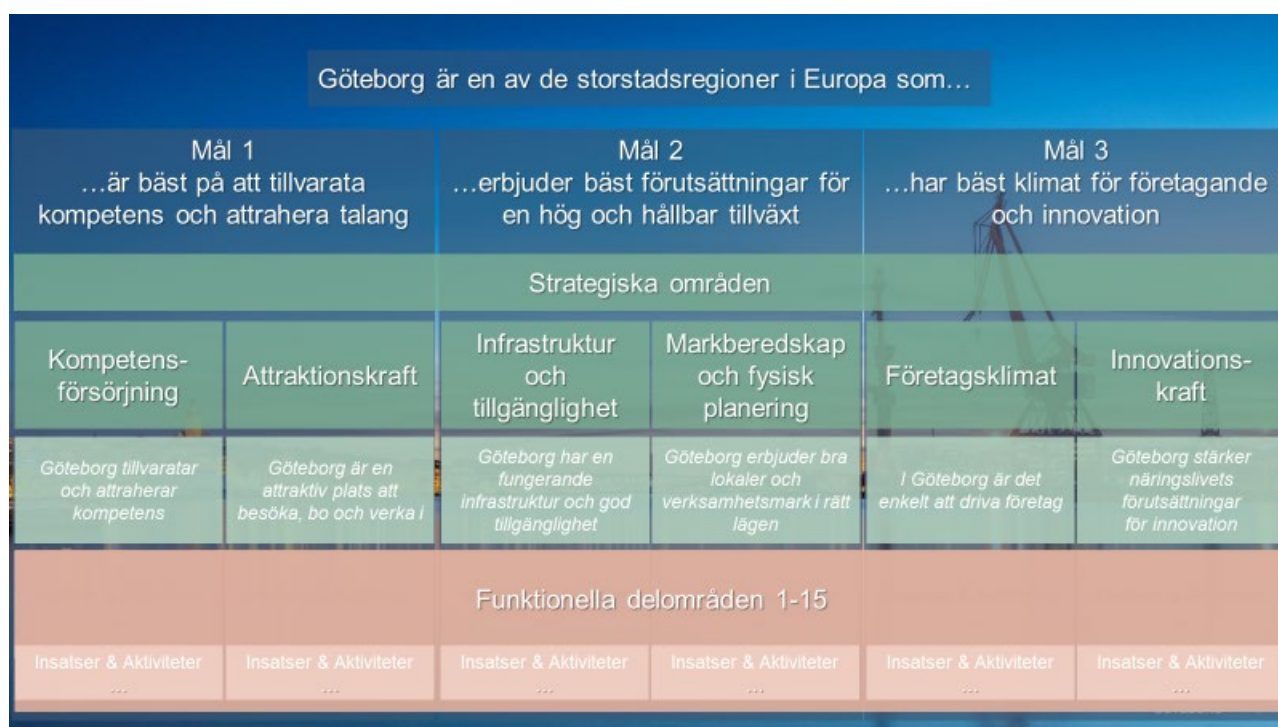 Göteborg är en av de storstadsregioner i Europa som…
Mål 1
…är bäst på att tillvarata
kompetens och attrahera talang
Mål 2
…erbjuder bäst förutsättningar för
en hög och hållbar tillväxt
Mål 3
…har bäst klimat för företagande
och innovation
Strategiska områden
Kompetens-
försörjning
Attraktionskraft
Infrastruktur
och
tillgänglighet
Markberedskap
och fysisk
planering
Företagsklimat
Innovations-
kraft
Göteborg tillvaratar
och attraherar
kompetens
Göteborg är en
attraktiv plats att
besöka, bo och verka i
Göteborg har en
fungerande
infrastruktur och god
tillgänglighet
Göteborg erbjuder bra
lokaler och
verksamhetsmark i rätt
lägen
I Göteborg är det
enkelt att driva företag
Göteborg stärker
näringslivets
förutsättningar
för innovation
Funktionella delområden 1-15
Insatser & Aktiviteter
…
Insatser & Aktiviteter
…
Insatser & Aktiviteter
…
Insatser & Aktiviteter
…
Insatser & Aktiviteter
…
Insatser & Aktiviteter
…